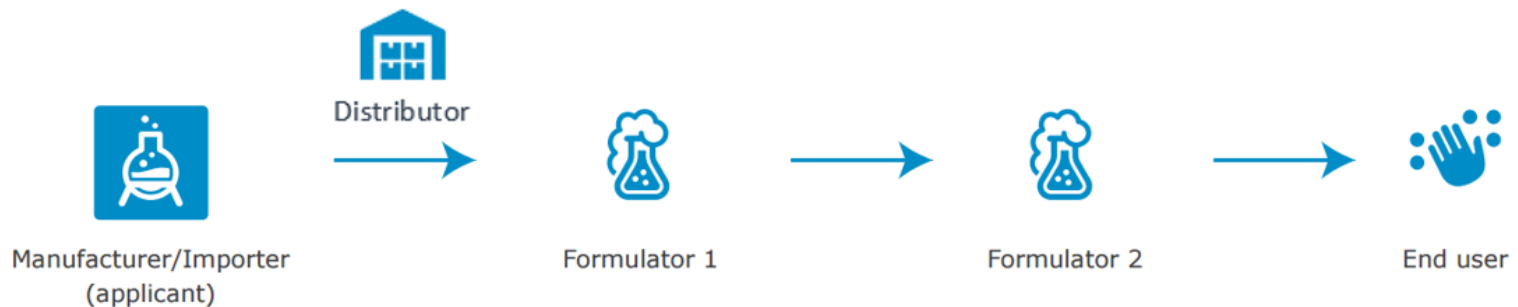 Distributor
Manufacturer/Importer
(applicant)
Formulator 1
Formulator 2
End user